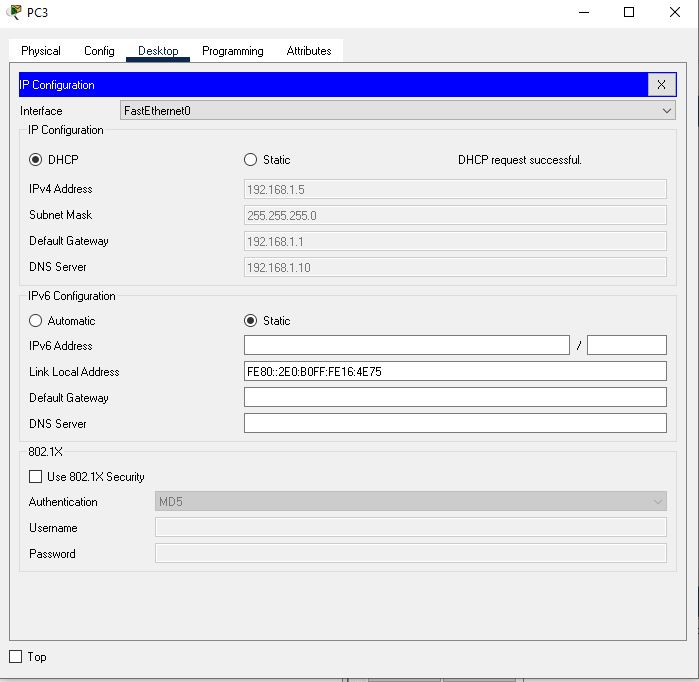 PC3
Physical Config Desktop Programming Attributes
IP Configuration X
Interface FastEthernet0
IP Configuration
DHCP Static DHCP request successful.
IPv4 Address 192.168.1.5
Subnet Mask 255.255.255.0
Default Gateway 192.168.1.1
DNS Server 192.168.1.10
IPv6 Configuration
Automatic Static
IPv6 Address /
Link Local Address FE80::2E0:B0FF:FE16:4E75
Default Gateway
DNS Server
802.1X
Use 802.1X Security
Authentication MD5
Username
Password
Top